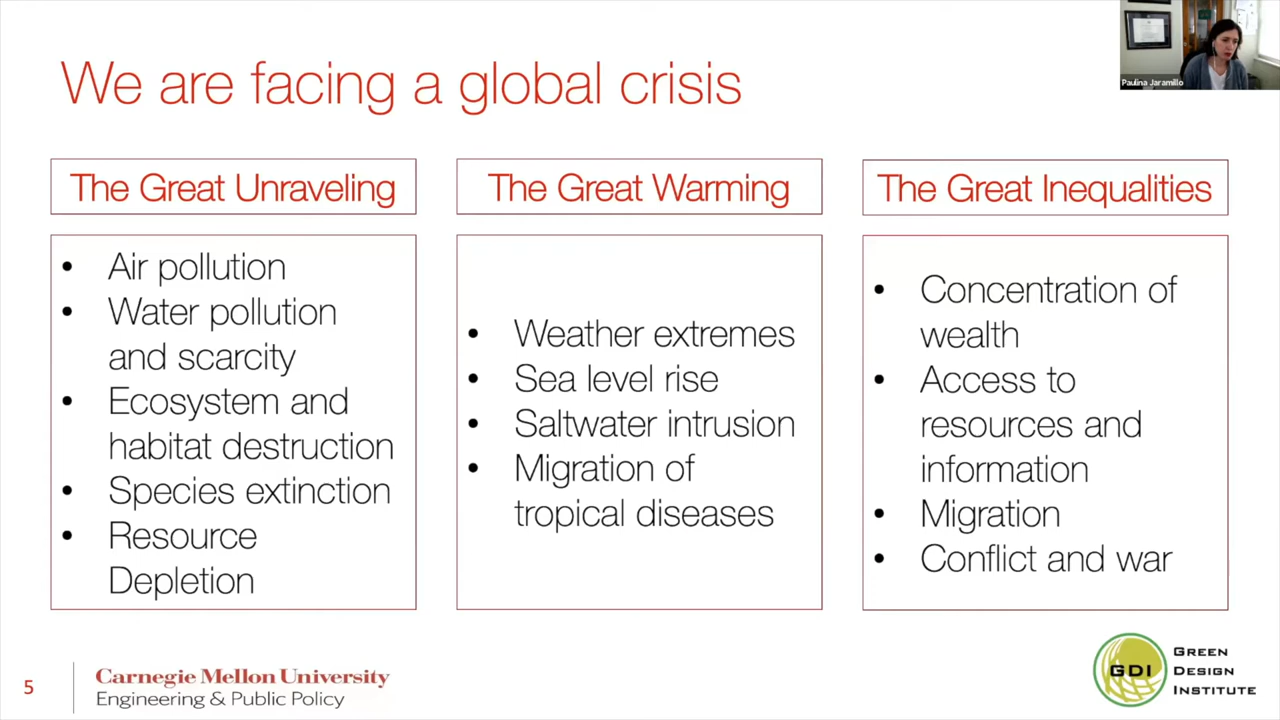 Paulina Jaramillo
We are facing a global crisis
The Great Unraveling
• Air pollution
• Water pollution
and scarcity
• Ecosystem and
habitat destruction
• Species extinction
• Resource
Depletion
The Great Warming
• Weather extremes
• Sea level rise
• Saltwater intrusion
• Migration of
tropical diseases
The Great Inequalities
• Concentration of
wealth
• Access to
resources and
information
• Migration
• Conflict and war
5
Carnegie Mellon University
Engineering & Public Policy
GDI
GREEN
DESIGN
INSTITUTE